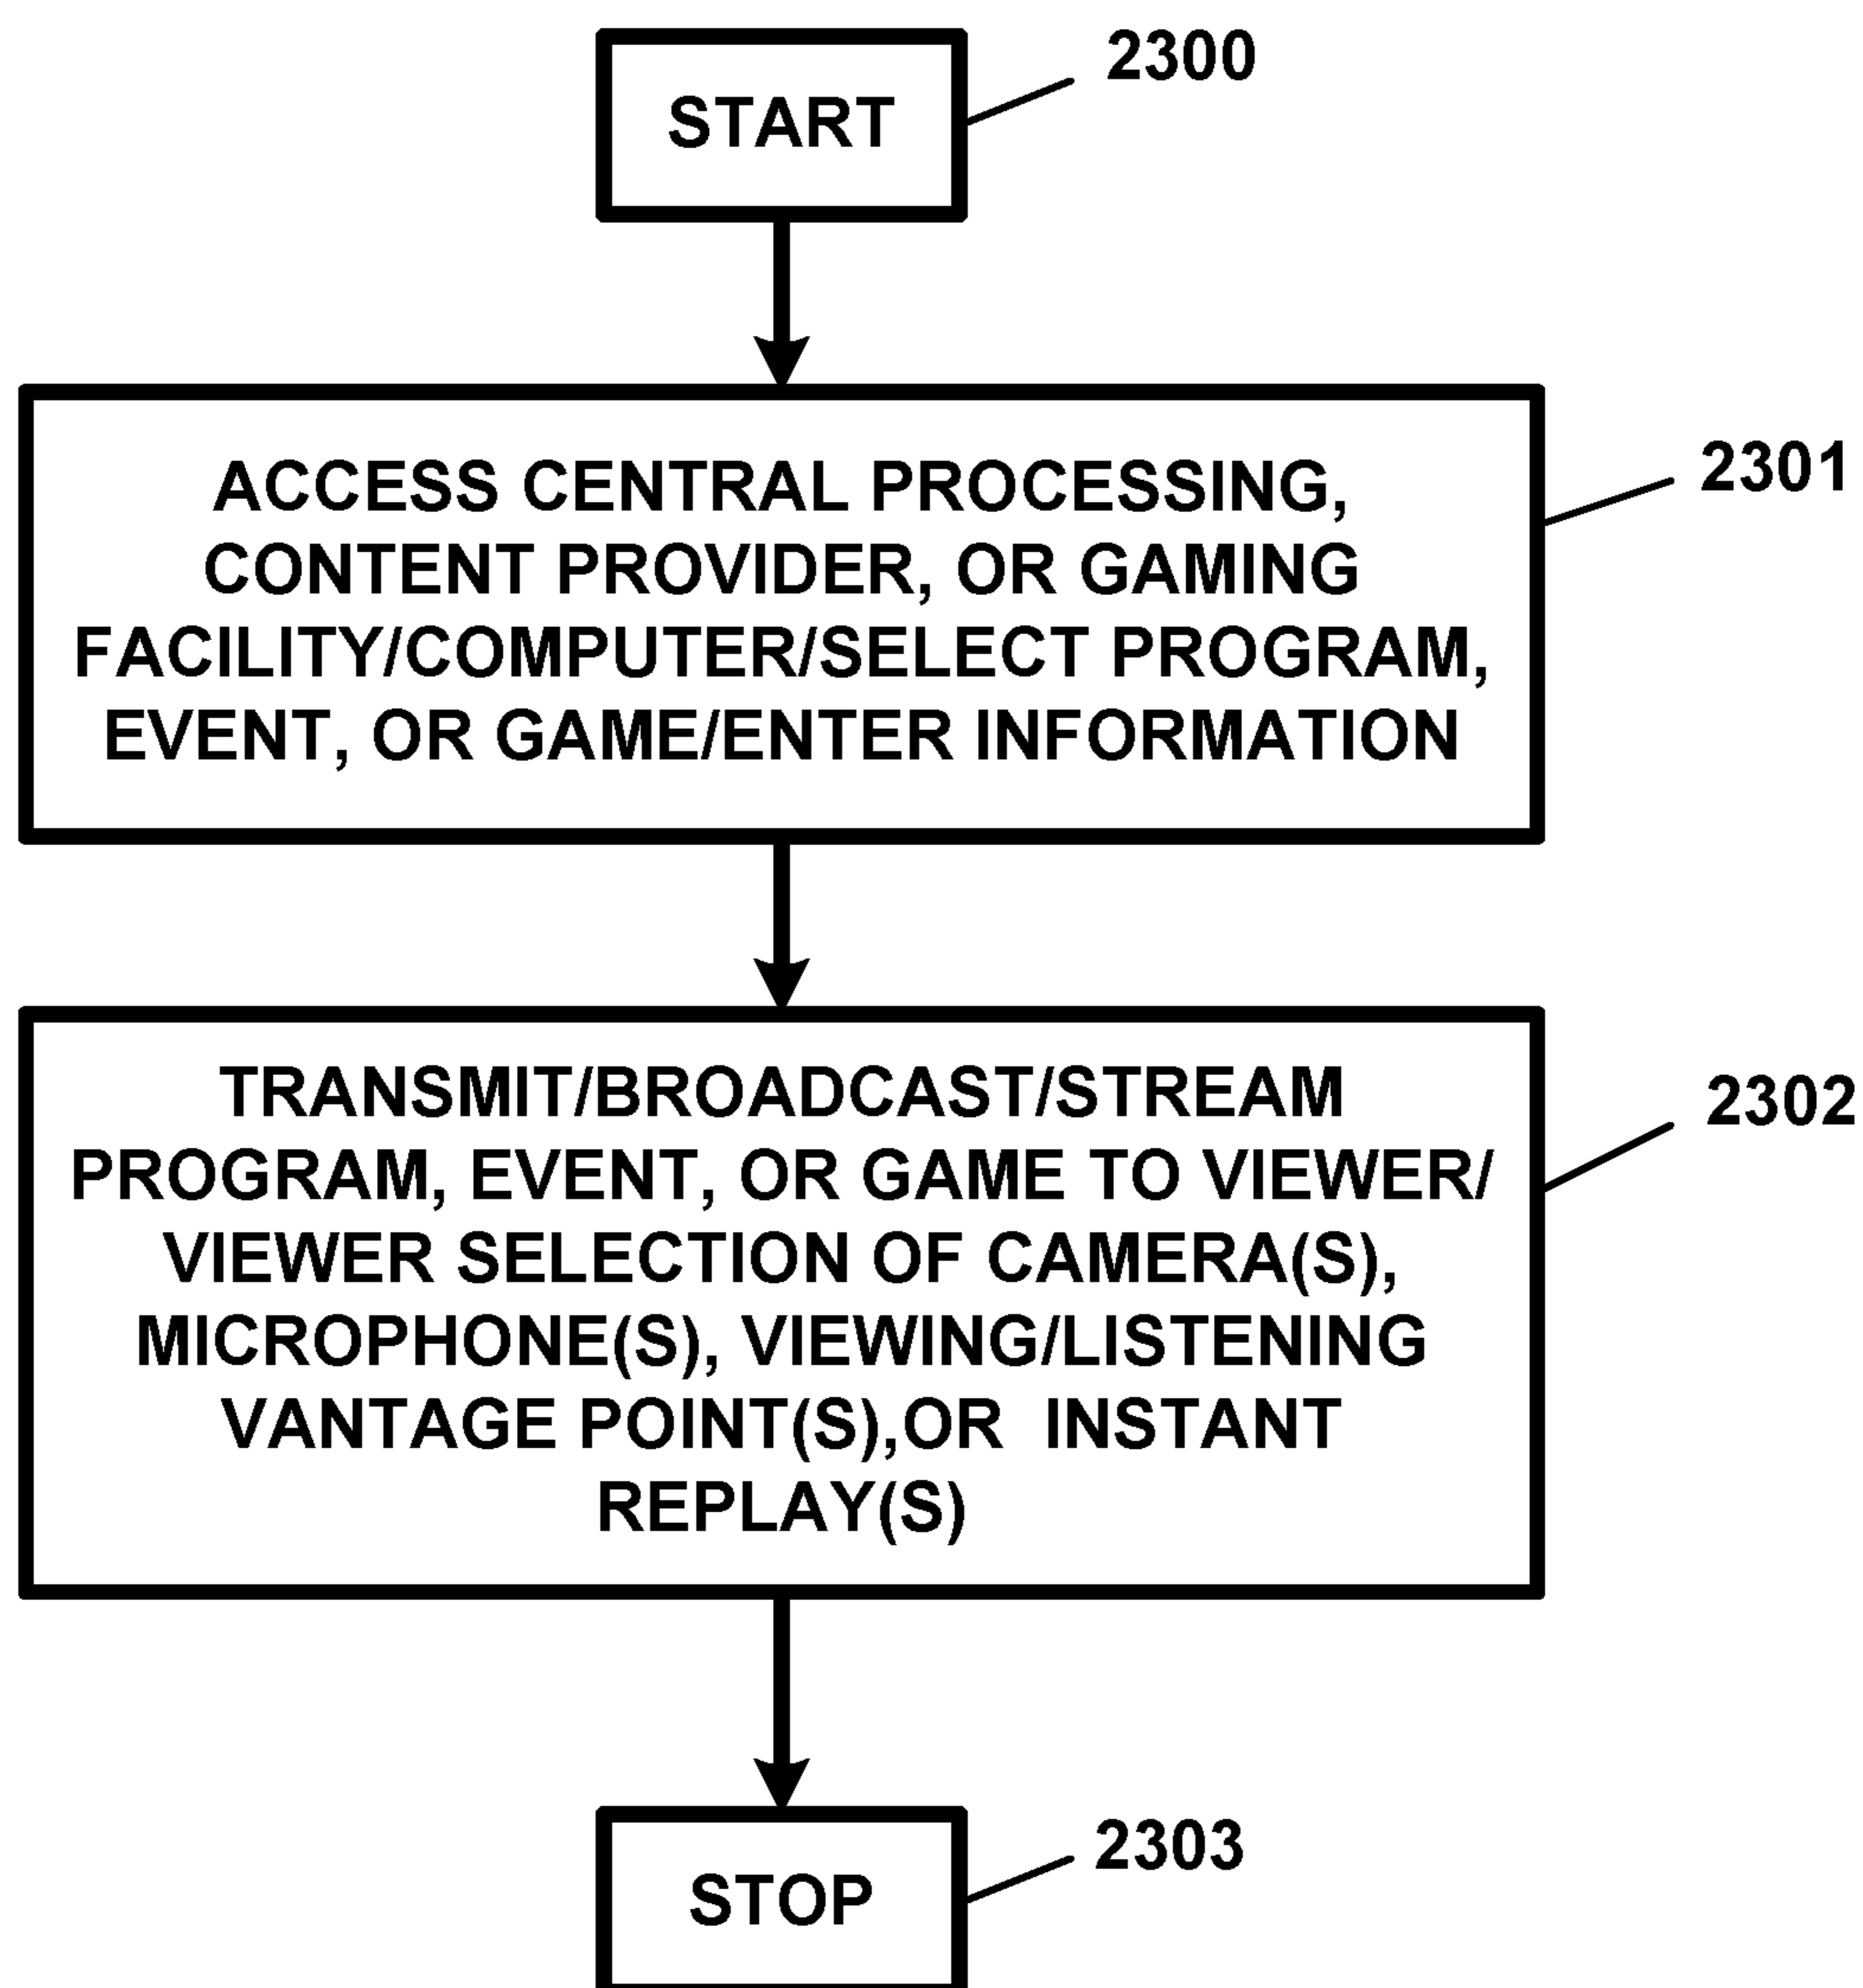 2300
START
2301
ACCESS CENTRAL PROCESSING,
CONTENT PROVIDER, OR GAMING
FACILITY/COMPUTER/SELECT PROGRAM,
EVENT, OR GAME/ENTER INFORMATION
2302
TRANSMIT/BROADCAST/STREAM
PROGRAM, EVENT, OR GAME TO VIEWER/
VIEWER SELECTION OF CAMERA(S),
MICROPHONE(S), VIEWING/LISTENING
VANTAGE POINT(S),OR INSTANT
REPLAY(S)
2303
STOP